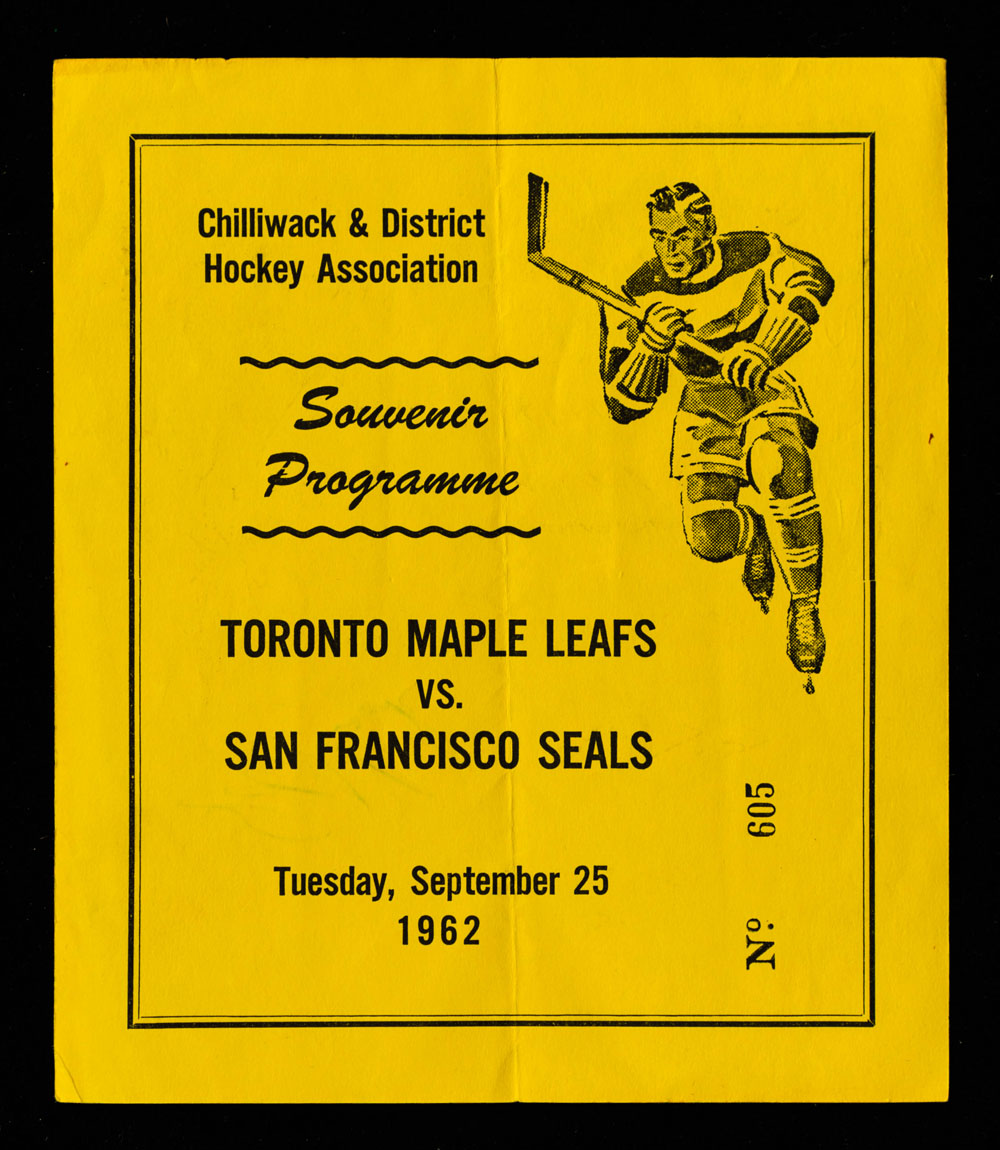 Chilliwack & District
Hockey Association
Souvenir
Programme
TORONTO MAPLE LEAFS
VS.
SAN FRANCISCO SEALS
Tuesday, September 25
1962
Nº. 605